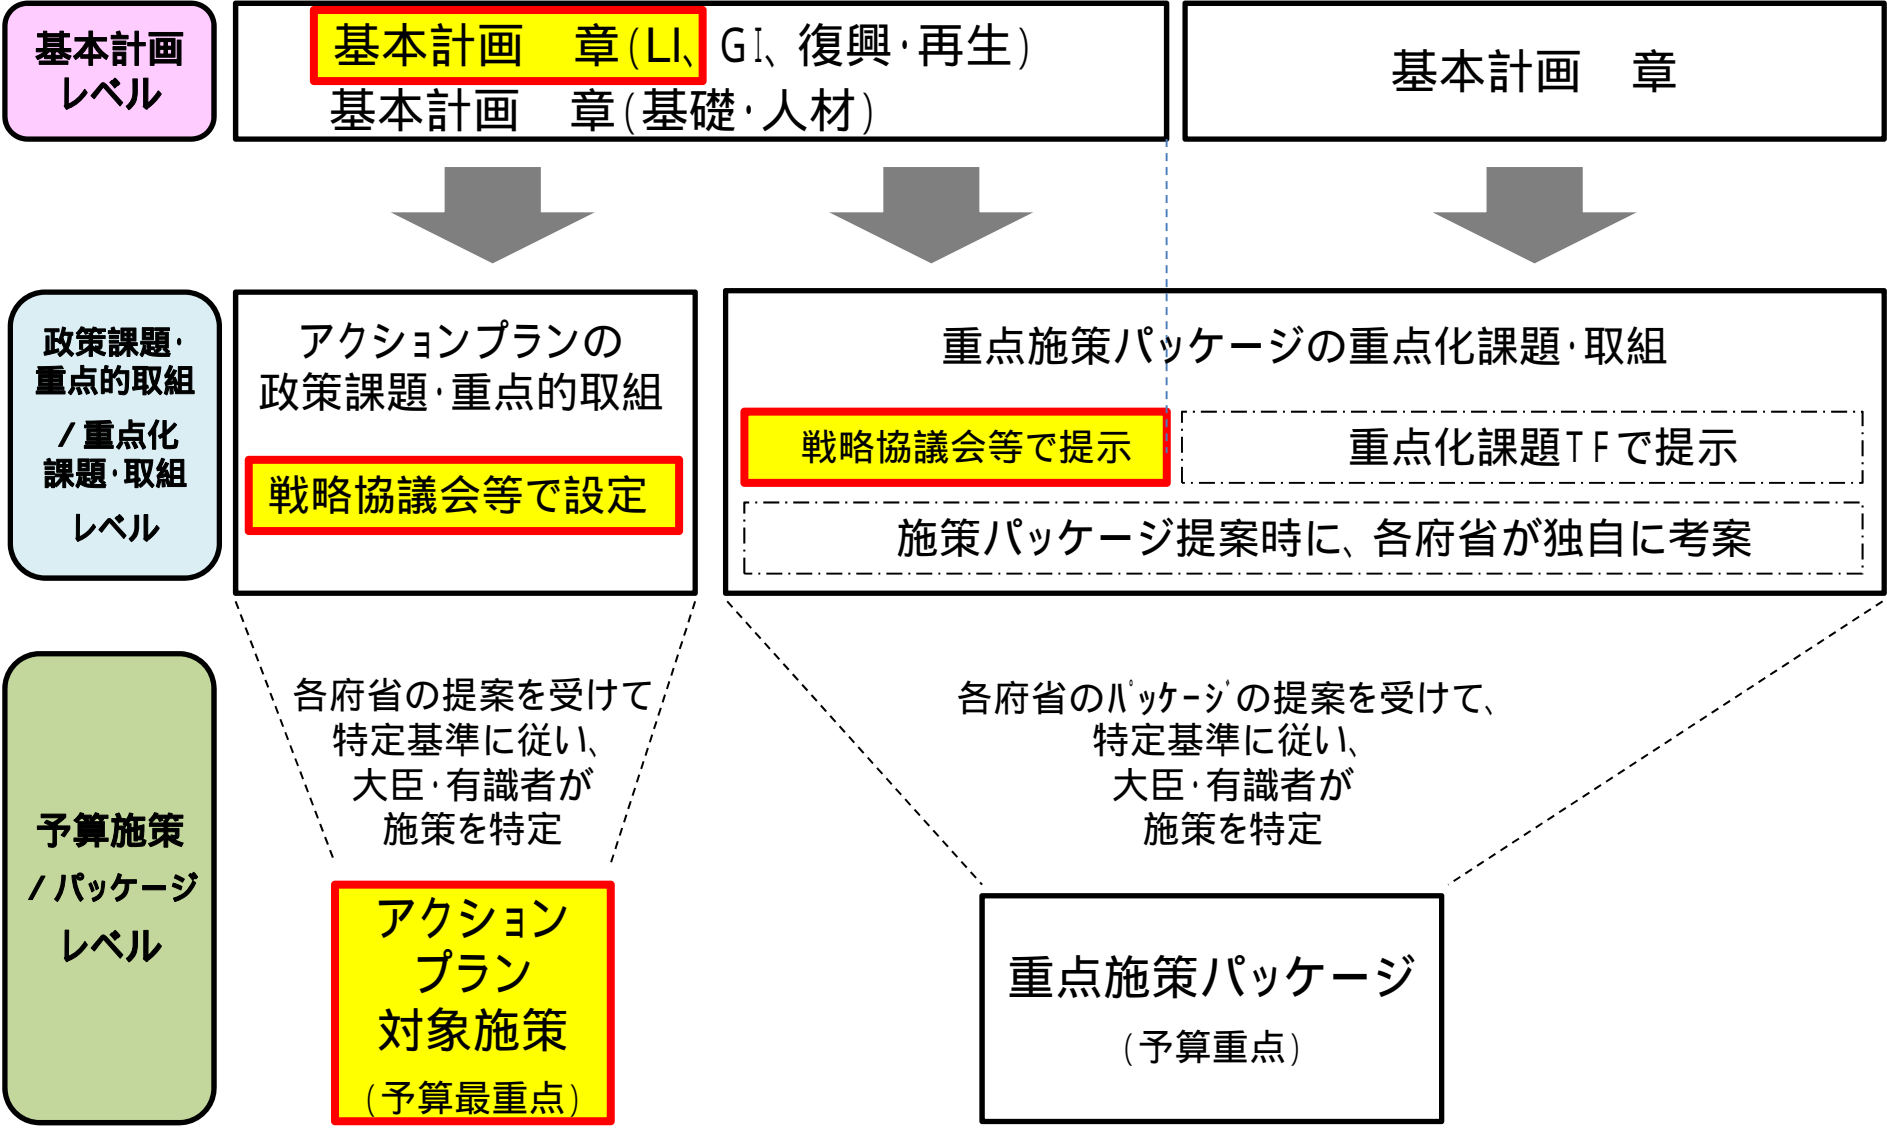 基本計画
レベル
基本計画　章(LI、GI、復興・再生)
基本計画　章(基礎・人材)
基本計画　章
政策課題・
重点的取組
/重点化
課題・取組
レベル
アクションプランの
政策課題・重点的取組
戦略協議会等で設定
重点施策パッケージの重点化課題・取組
戦略協議会等で提示
重点化課題TFで提示
施策パッケージ提案時に、各府省が独自に考案
予算施策
/パッケージ
レベル
各府省の提案を受けて
特定基準に従い、
大臣・有識者が
施策を特定
各府省のﾊﾟｯｹｰｼﾞの提案を受けて、
特定基準に従い、
大臣・有識者が
施策を特定
アクション
プラン
対象施策
(予算最重点)
重点施策パッケージ
(予算重点)